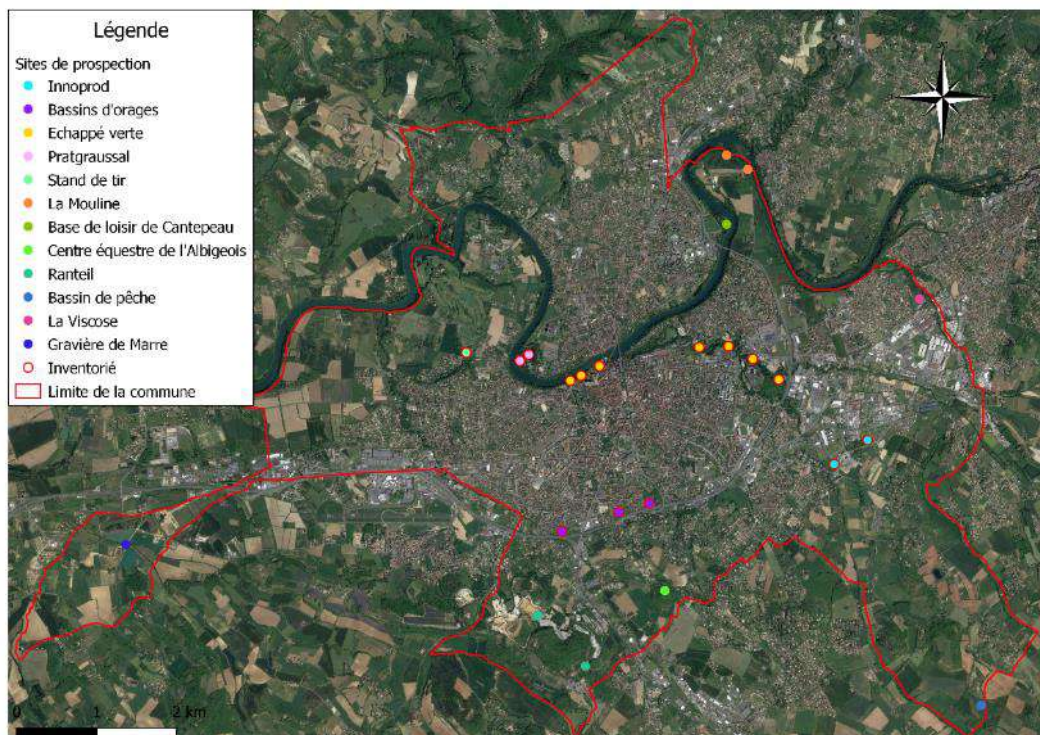 Légende
Sites de prospection
Innoprod
Bassins d'orages
Echappé verte
Pratgraussal
Stand de tir
La Mouline
Base de loisir de Cantepeau
Centre équestre de l'Albigeois
Ranteil
Bassin de pêche
La Viscose
Gravière de Marre
Inventorié
Limite de la commune
0 1 2 km